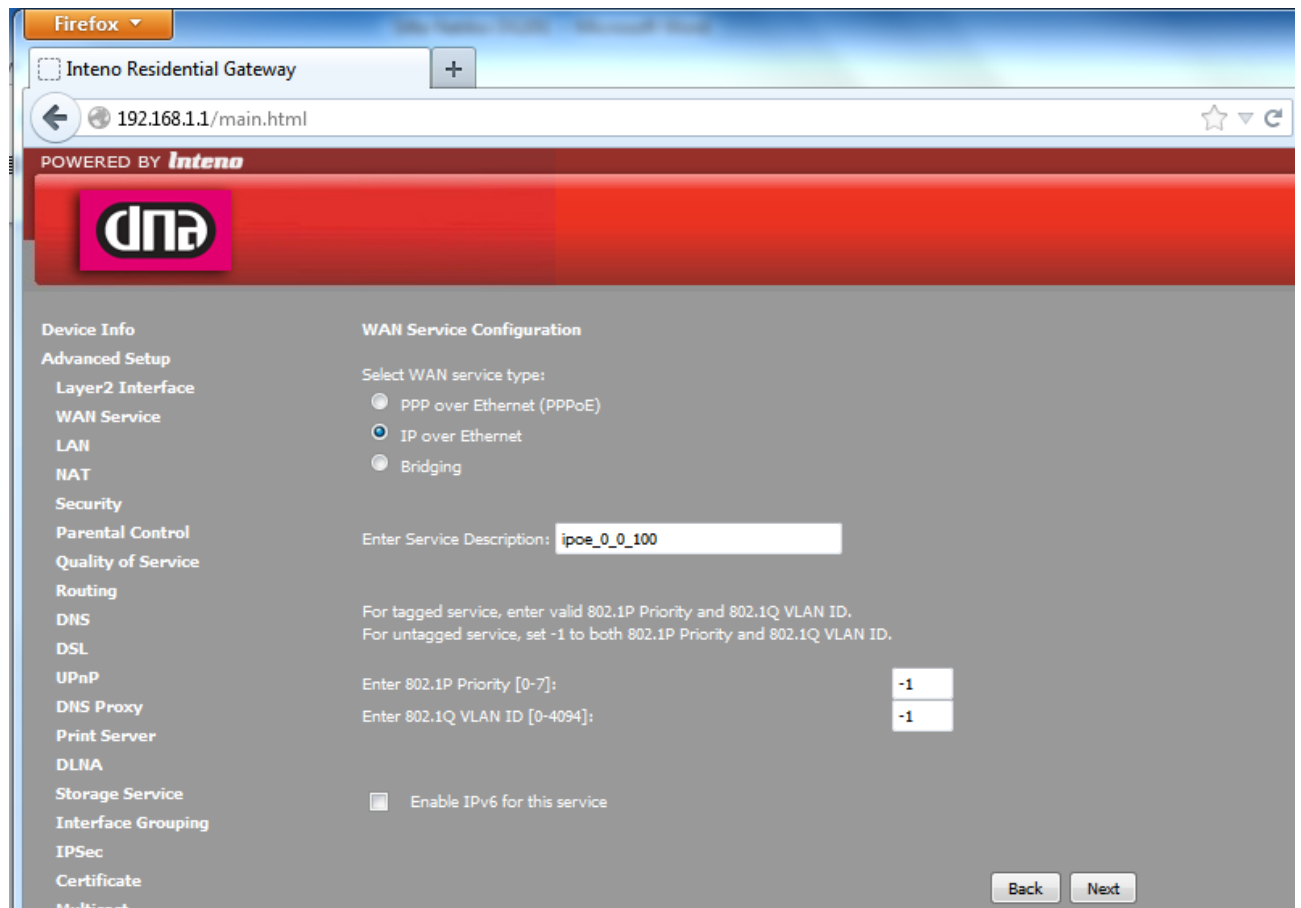 Firefox
Inteno Residential Gateway
192.168.1.1/main.html
POWERED BY Inteno
dna
Device Info
Advanced Setup
Layer2 Interface
WAN Service
LAN
NAT
Security
Parental Control
Quality of Service
Routing
DNS
DSL
UPnP
DNS Proxy
Print Server
DLNA
Storage Service
Interface Grouping
IPSec
Certificate
WAN Service Configuration
Select WAN service type:
PPP over Ethernet (PPPoE)
IP over Ethernet
Bridging
Enter Service Description: ipoe_0_0_100
For tagged service, enter valid 802.1P Priority and 802.1Q VLAN ID.
For untagged service, set -1 to both 802.1P Priority and 802.1Q VLAN ID.
Enter 802.1P Priority [0-7]: -1
Enter 802.1Q VLAN ID [0-4094]: -1
Enable IPv6 for this service
Back Next